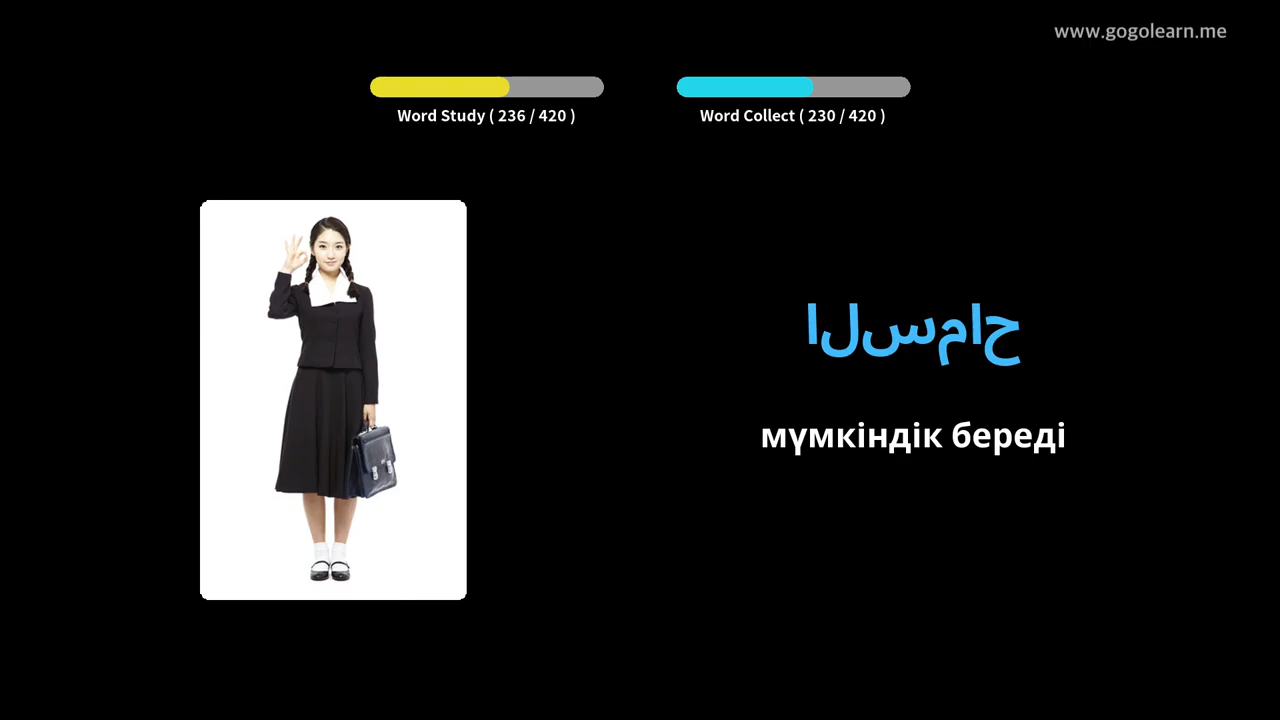 www.gogolearn.me
Word Study ( 236 / 420 )
Word Collect ( 230 / 420 )
السماح
мүмкіндік береді